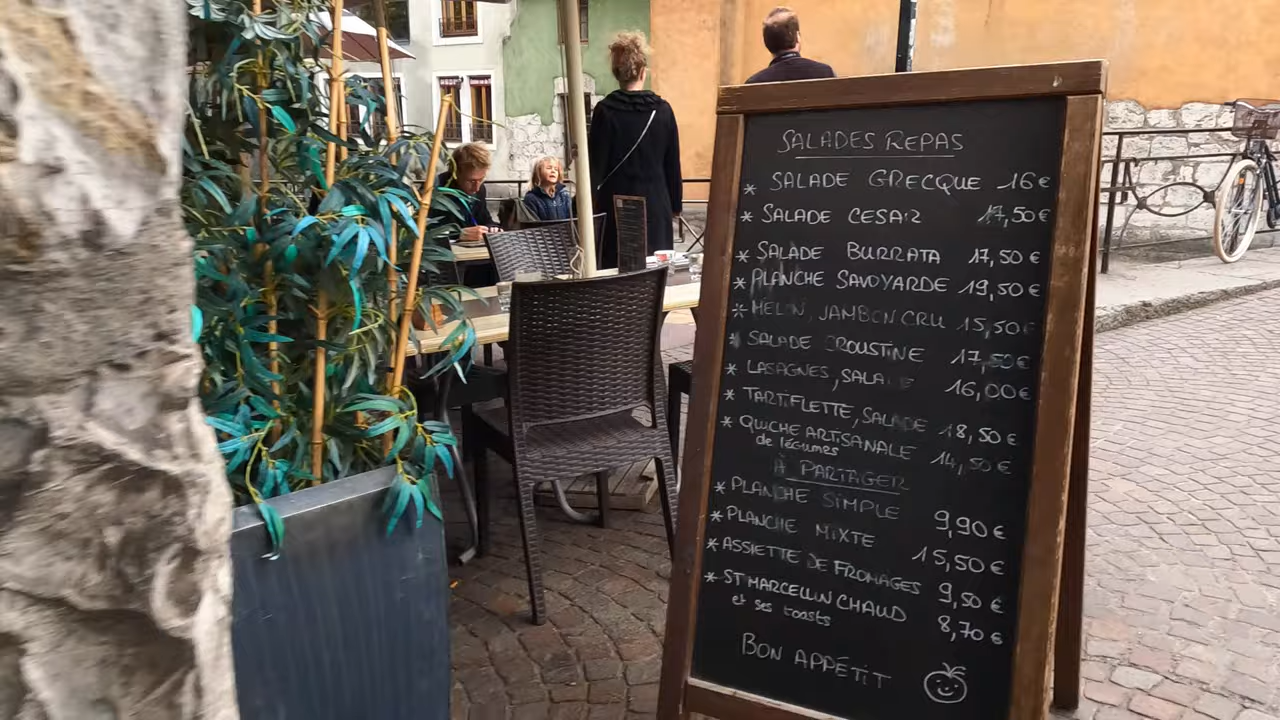 SALADES REPAS
* SALADE GRECQUE 16€
* SALADE CESAR 17,50€
* SALADE BURRATA 17,50€
* PLANCHE SAVOYARDE 19,50€
* MELON, JAMBON CRU 15,50€
* SALADE CROUSTINE 17,50€
* LASAGNES, SALADE 16,00€
* TARTIFLETTE, SALADE 18,50€
* QUICHE ARTISANALE 14,50€
de légumes
À PARTAGER
* PLANCHE SIMPLE 9,90€
* PLANCHE MIXTE 15,50€
* ASSIETTE DE FROMAGES 9,50€
* ST MARCELLIN CHAUD 8,70€
et ses toasts
BON APPÉTIT